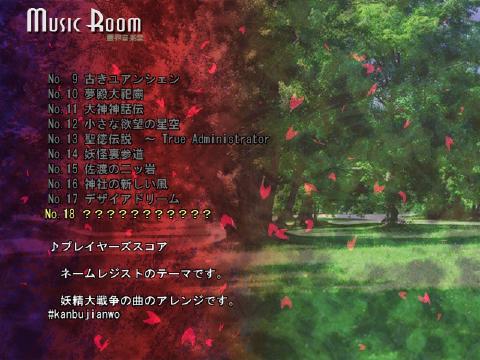 Music Room
No. 9 古きユアンシェン
No. 10 夢殿大祀廟
No. 11 大神神話伝
No. 12 小さな欲望の星空
No. 13 聖徳伝説 ～ True Administrator
No. 14 妖怪裏参道
No. 15 佐渡の二ッ岩
No. 16 神社の新しい風
No. 17 デザイアドリーム
No. 18 ？？？？？？？？？？？
♪プレイヤーズスコア
ネームレジストのテーマです。
妖精大戦争の曲のアレンジです。
#kanbujianwo